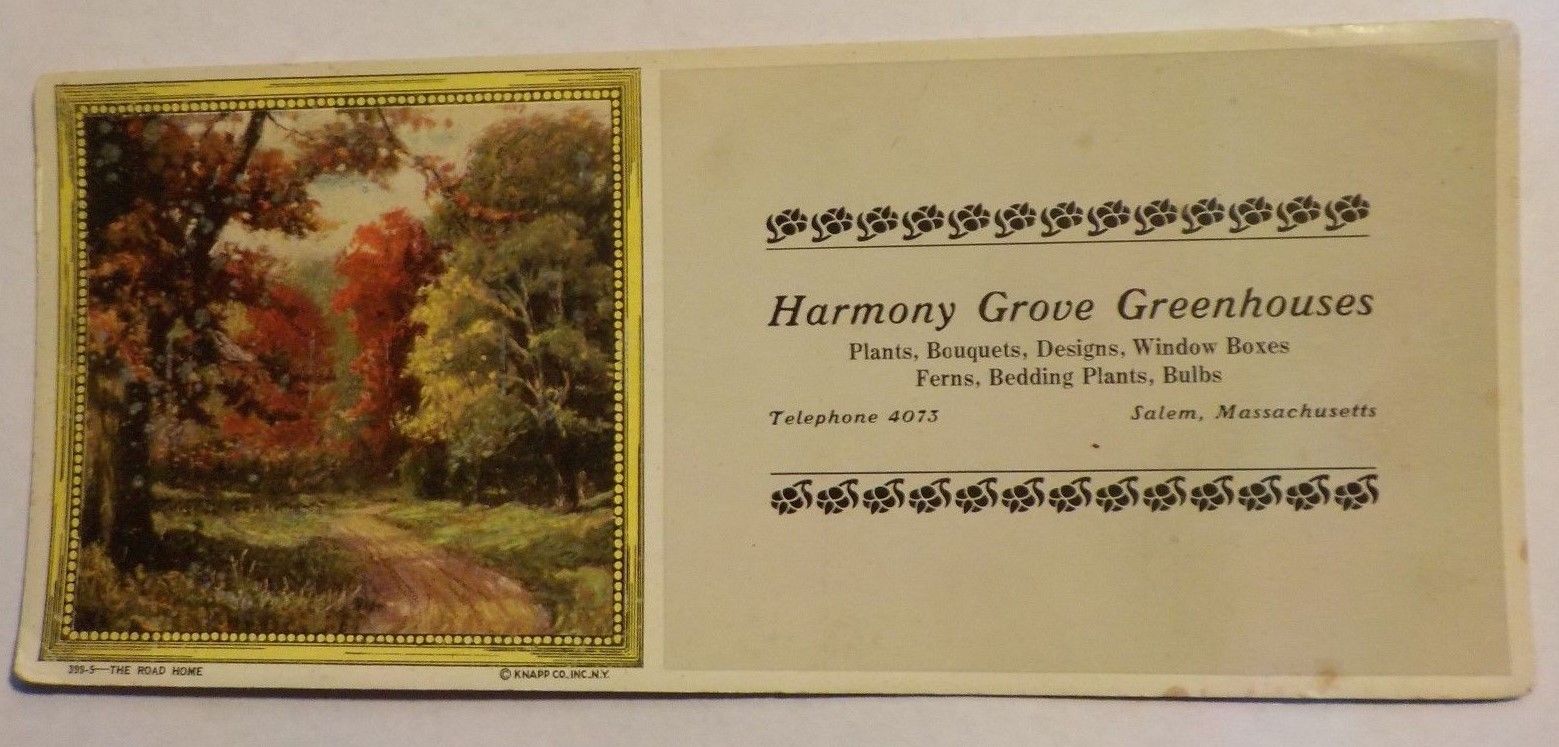 399-5—THE ROAD HOME
© KNAPP CO., INC., N.Y.
Harmony Grove Greenhouses
Plants, Bouquets, Designs, Window Boxes
Ferns, Bedding Plants, Bulbs
Telephone 4073
Salem, Massachusetts